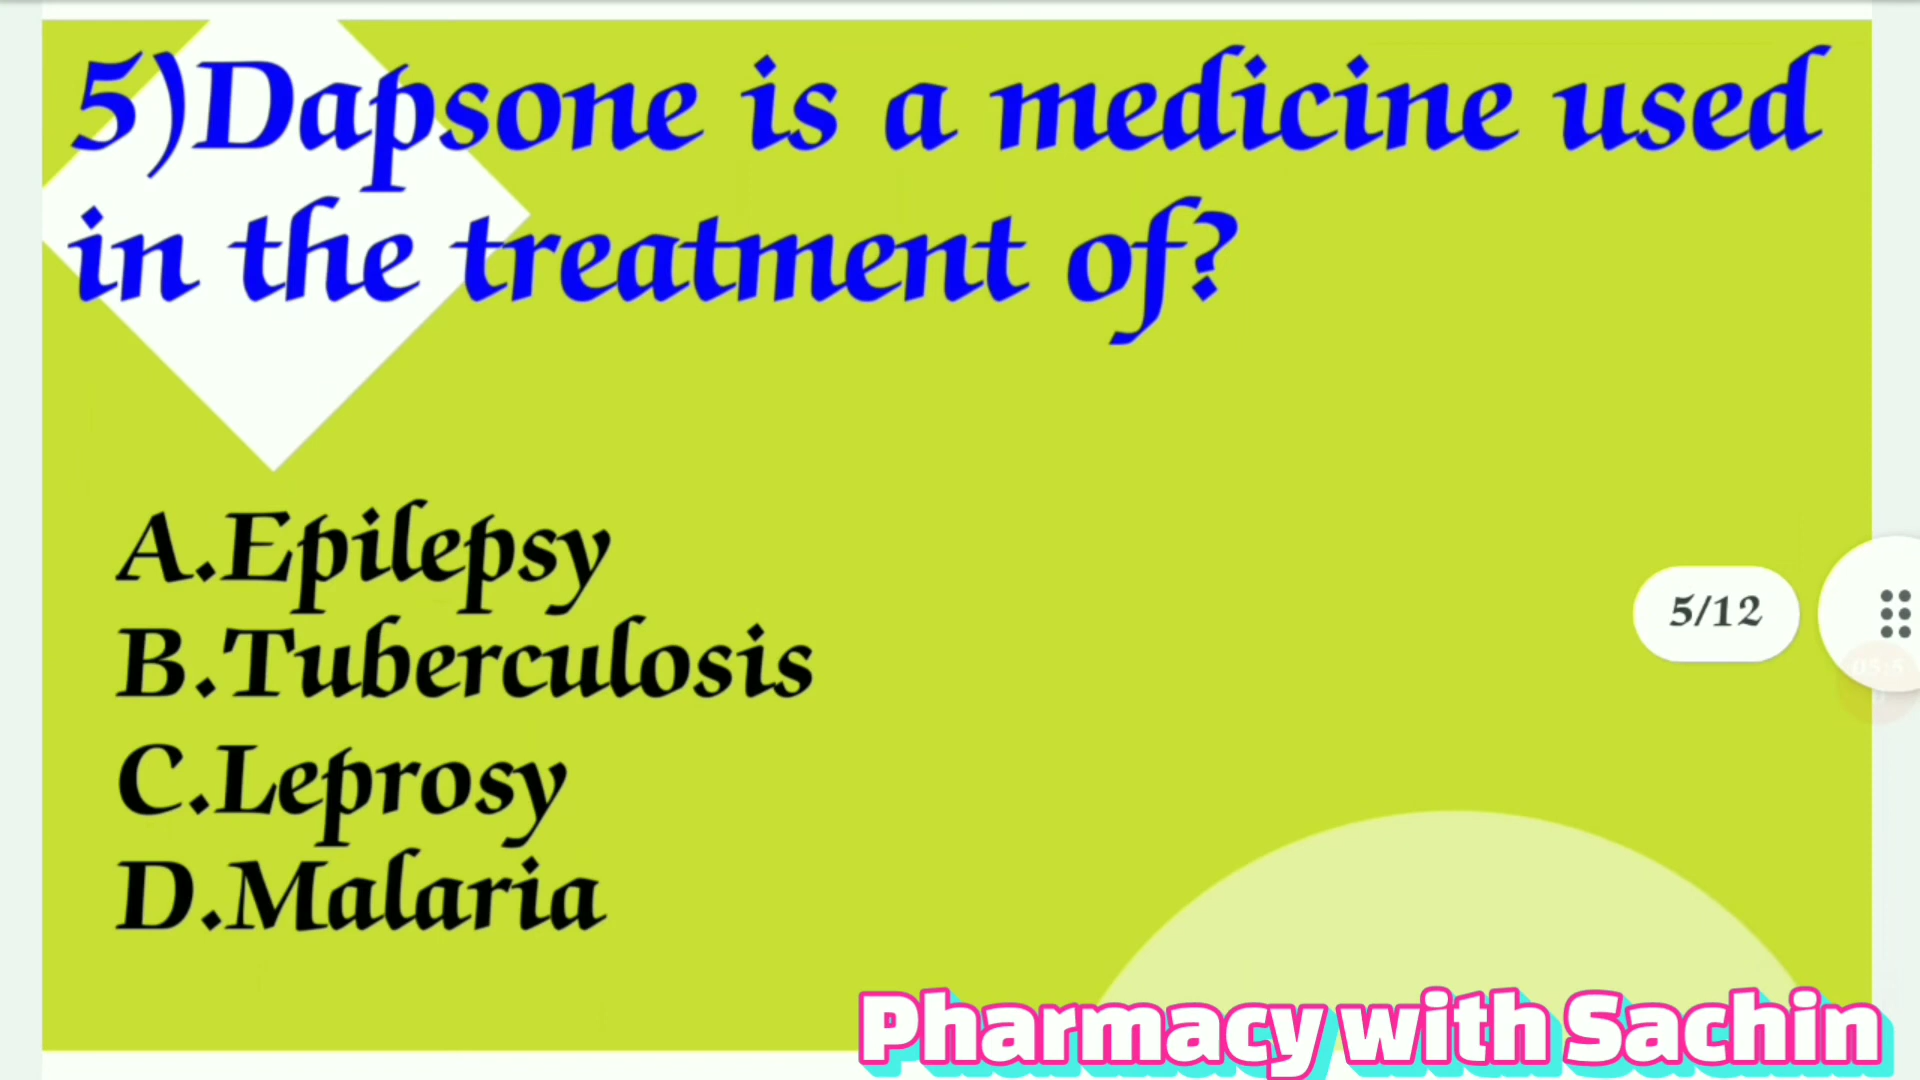 5)Dapsone is a medicine used
in the treatment of?
A.Epilepsy
B.Tuberculosis
C.Leprosy
D.Malaria
5/12
Pharmacy with Sachin